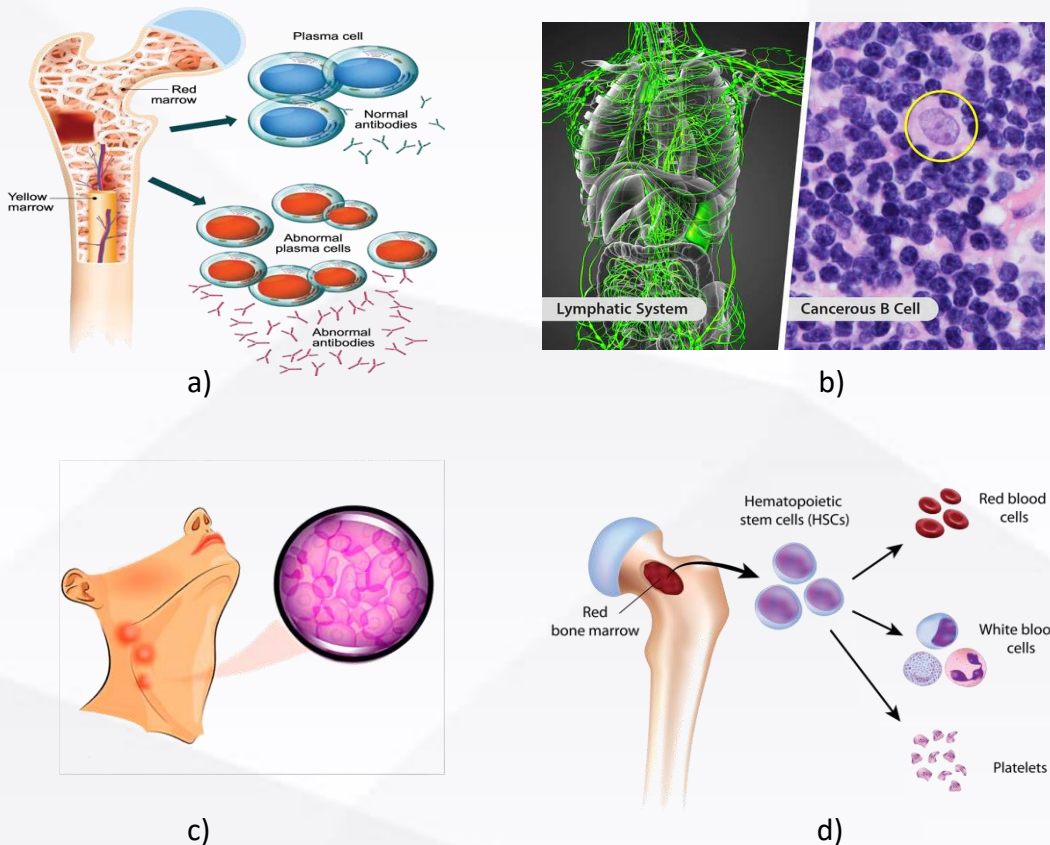 Plasma cell
Red
marrow
Normal
antibodies
Yellow
marrow
Abnormal
plasma cells
Abnormal
antibodies
a)
Lymphatic System
Cancerous B Cell
b)
c)
Hematopoietic
stem cells (HSCs)
Red blood
cells
Red
bone marrow
White blood
cells
Platelets
d)